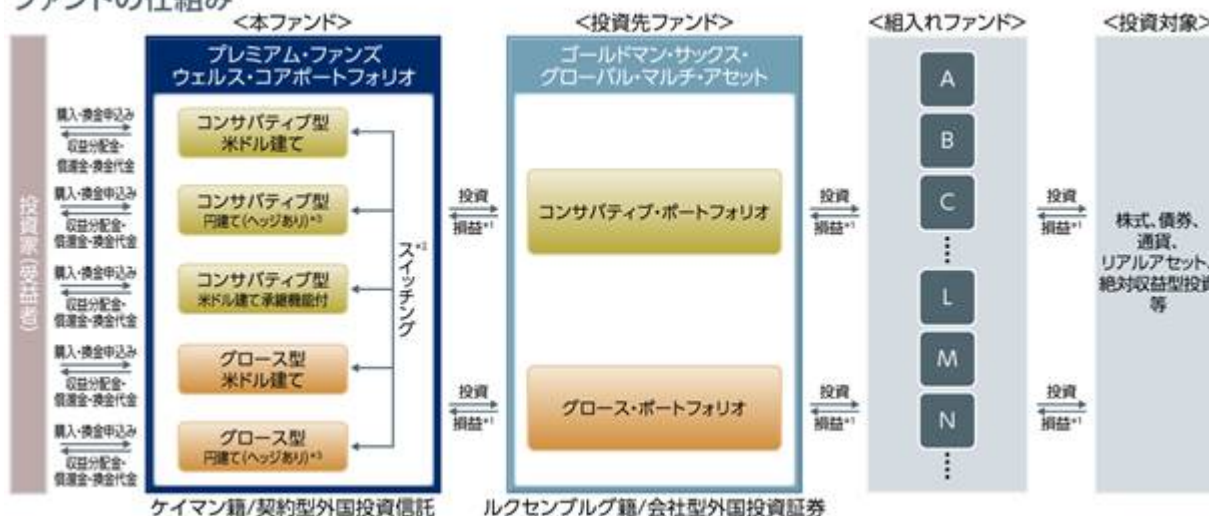 ファンドの仕組み
<本ファンド>
<投資先ファンド>
<組入れファンド>
<投資対象>
投資家(受益者)
購入・換金申込み
収益分配金・
償還金・換金代金
購入・換金申込み
収益分配金・
償還金・換金代金
購入・換金申込み
収益分配金・
償還金・換金代金
購入・換金申込み
収益分配金・
償還金・換金代金
購入・換金申込み
収益分配金・
償還金・換金代金
プレミアム・ファンズ
ウェルス・コアポートフォリオ
コンサバティブ型
米ドル建て
コンサバティブ型
円建て(ヘッジあり)*3
コンサバティブ型
米ドル建て承継機能付
グロース型
米ドル建て
グロース型
円建て(ヘッジあり)*3
スイッチング*2
ケイマン籍/契約型外国投資信託
投資
損益*1
投資
損益*1
ゴールドマン・サックス・
グローバル・マルチ・アセット
コンサバティブ・ポートフォリオ
グロース・ポートフォリオ
ルクセンブルグ籍/会社型外国投資証券
投資
損益*1
投資
損益*1
A
B
C
L
M
N
投資
損益*1
投資
損益*1
株式、債券、
通貨、
リアルアセット、
絶対収益型投資
等